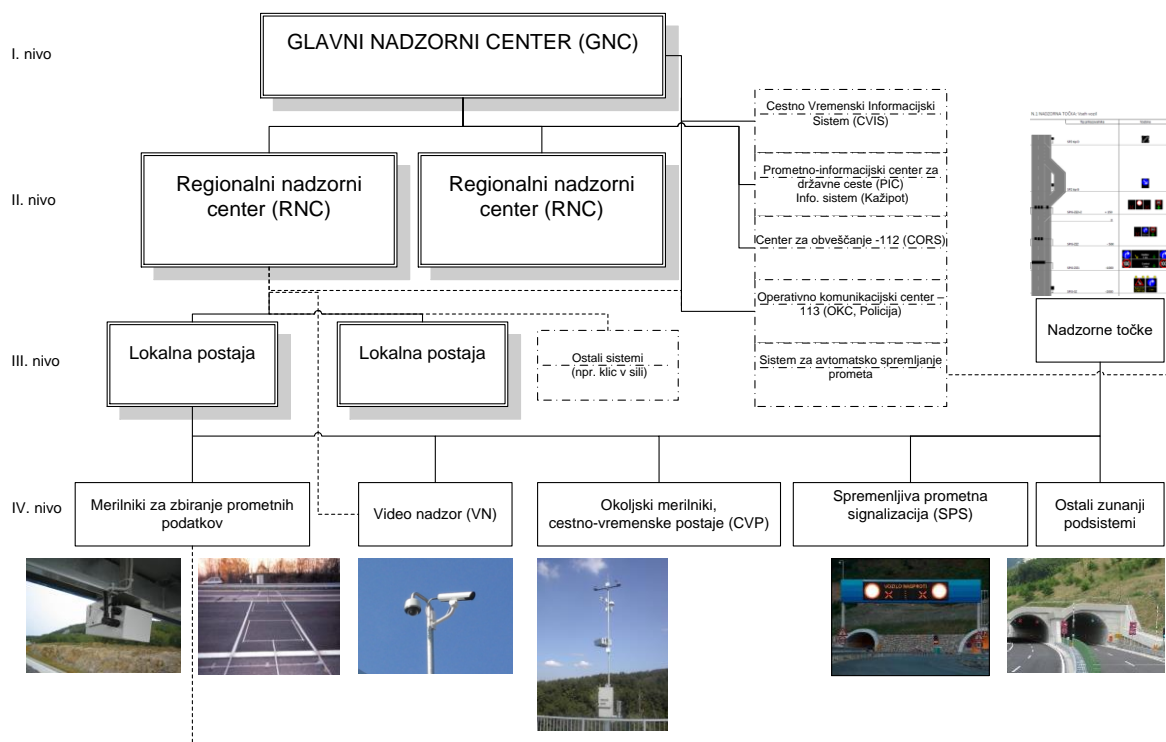 I. nivo
GLAVNI NADZORNI CENTER (GNC)
Cestno Vremenski Informacijski
Sistem (CVIS)
II. nivo
Regionalni nadzorni
center (RNC)
Regionalni nadzorni
center (RNC)
Prometno-informacijski center za
državne ceste (PIC)
Info. sistem (Kažipot)
Center za obveščanje -112 (CORS)
Operativno komunikacijski center –
113 (OKC, Policija)
Nadzorne točke
III. nivo
Lokalna postaja
Lokalna postaja
Ostali sistemi
(npr. klic v sili)
Sistem za avtomatsko spremljanje
prometa
IV. nivo
Merilniki za zbiranje prometnih
podatkov
Video nadzor (VN)
Okoljski merilniki,
cestno-vremenske postaje (CVP)
Spremenljiva prometna
signalizacija (SPS)
Ostali zunanji
podsistemi
VOZILO NASPROTI